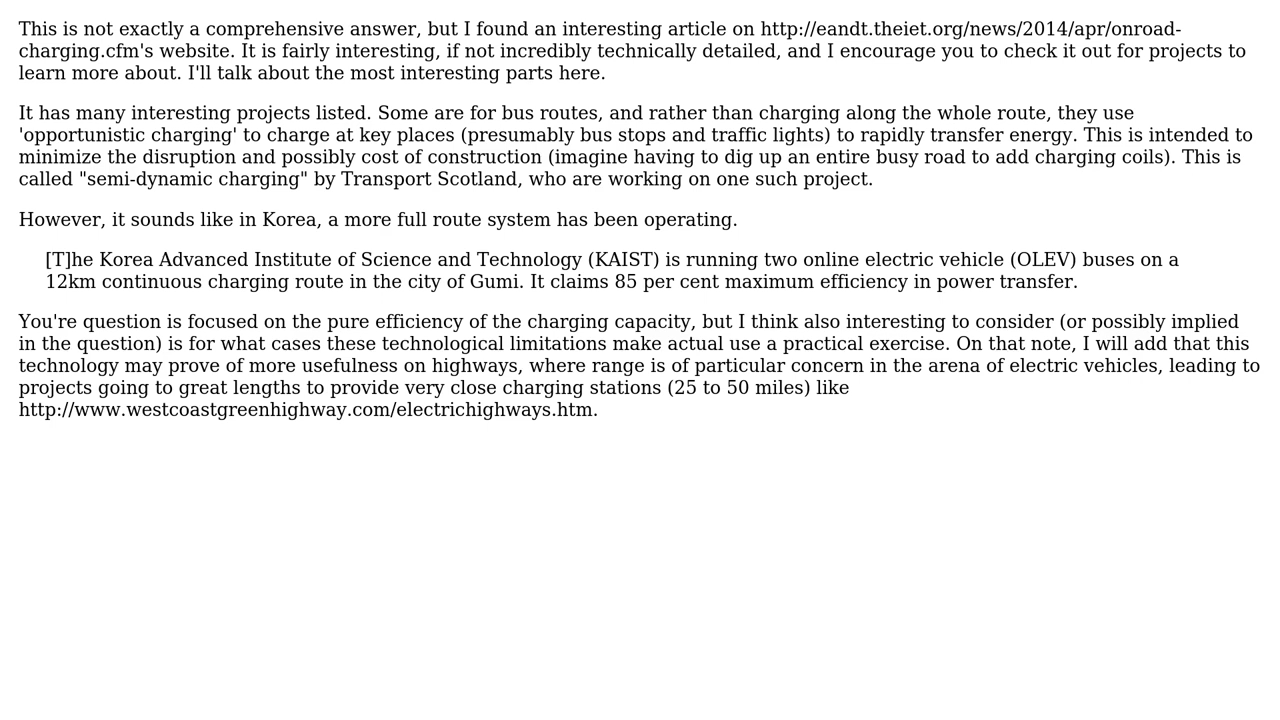 This is not exactly a comprehensive answer, but I found an interesting article on http://eandt.theiet.org/news/2014/apr/onroad-
charging.cfm's website. It is fairly interesting, if not incredibly technically detailed, and I encourage you to check it out for projects to
learn more about. I'll talk about the most interesting parts here.
It has many interesting projects listed. Some are for bus routes, and rather than charging along the whole route, they use
'opportunistic charging' to charge at key places (presumably bus stops and traffic lights) to rapidly transfer energy. This is intended to
minimize the disruption and possibly cost of construction (imagine having to dig up an entire busy road to add charging coils). This is
called "semi-dynamic charging" by Transport Scotland, who are working on one such project.
However, it sounds like in Korea, a more full route system has been operating.
[T]he Korea Advanced Institute of Science and Technology (KAIST) is running two online electric vehicle (OLEV) buses on a
12km continuous charging route in the city of Gumi. It claims 85 per cent maximum efficiency in power transfer.
You're question is focused on the pure efficiency of the charging capacity, but I think also interesting to consider (or possibly implied
in the question) is for what cases these technological limitations make actual use a practical exercise. On that note, I will add that this
technology may prove of more usefulness on highways, where range is of particular concern in the arena of electric vehicles, leading to
projects going to great lengths to provide very close charging stations (25 to 50 miles) like
http://www.westcoastgreenhighway.com/electrichighways.htm.